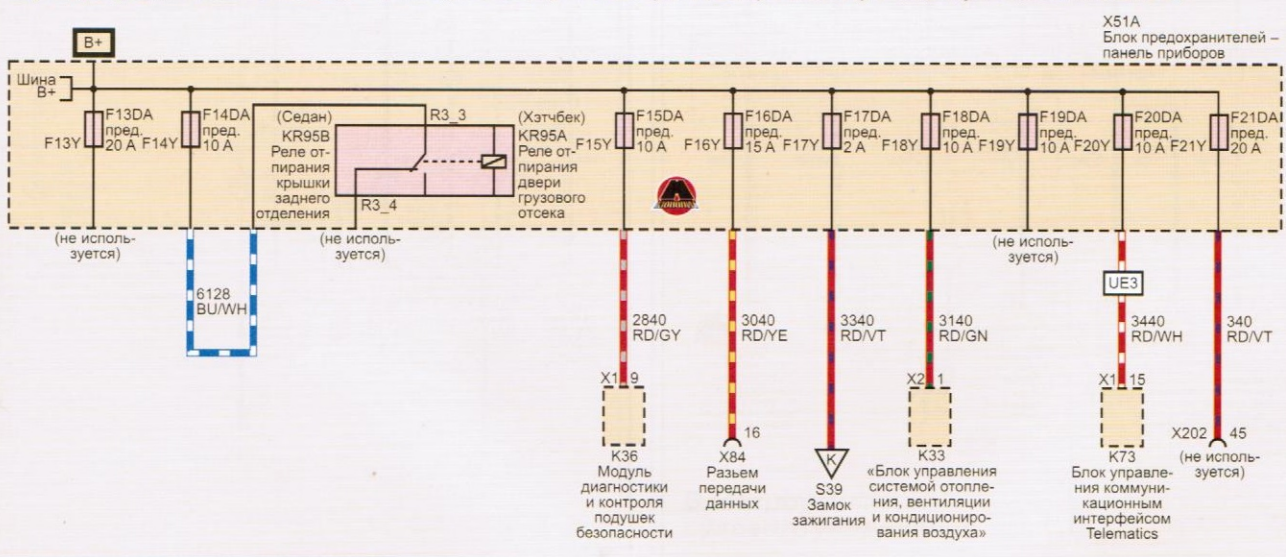 X51A
Блок предохранителей –
панель приборов
B+
Шина
B+
F13Y
F13DA
пред.
20 А
F14Y
F14DA
пред.
10 А
(Седан)
KR95B
Реле от-
пирания
крышки
заднего
отделения
R3_3
R3_4
(Хэтчбек)
KR95A
Реле от-
пирания
двери
грузового
отсека
F15Y
F15DA
пред.
10 А
F16Y
F16DA
пред.
15 А
F17Y
F17DA
пред.
2 А
F18Y
F18DA
пред.
10 А
F19Y
F19DA
пред.
10 А
F20Y
F20DA
пред.
10 А
F21Y
F21DA
пред.
20 А
(не исполь-
зуется)
(не исполь-
зуется)
(не исполь-
зуется)
6128
BU/WH
UE3
2840
RD/GY
3040
RD/YE
3340
RD/VT
3140
RD/GN
3440
RD/WH
340
RD/VT
X1 9
K36
Модуль
диагностики
и контроля
подушек
безопасности
16
X84
Разьем
передачи
данных
K
S39
Замок
зажигания
X2 1
K33
«Блок управления
системой отопле-
ния, вентиляции
и кондициониро-
вания воздуха»
X1 15
K73
Блок управле-
ния коммуни-
кационным
интерфейсом
Telematics
X202 45
(не исполь-
зуется)